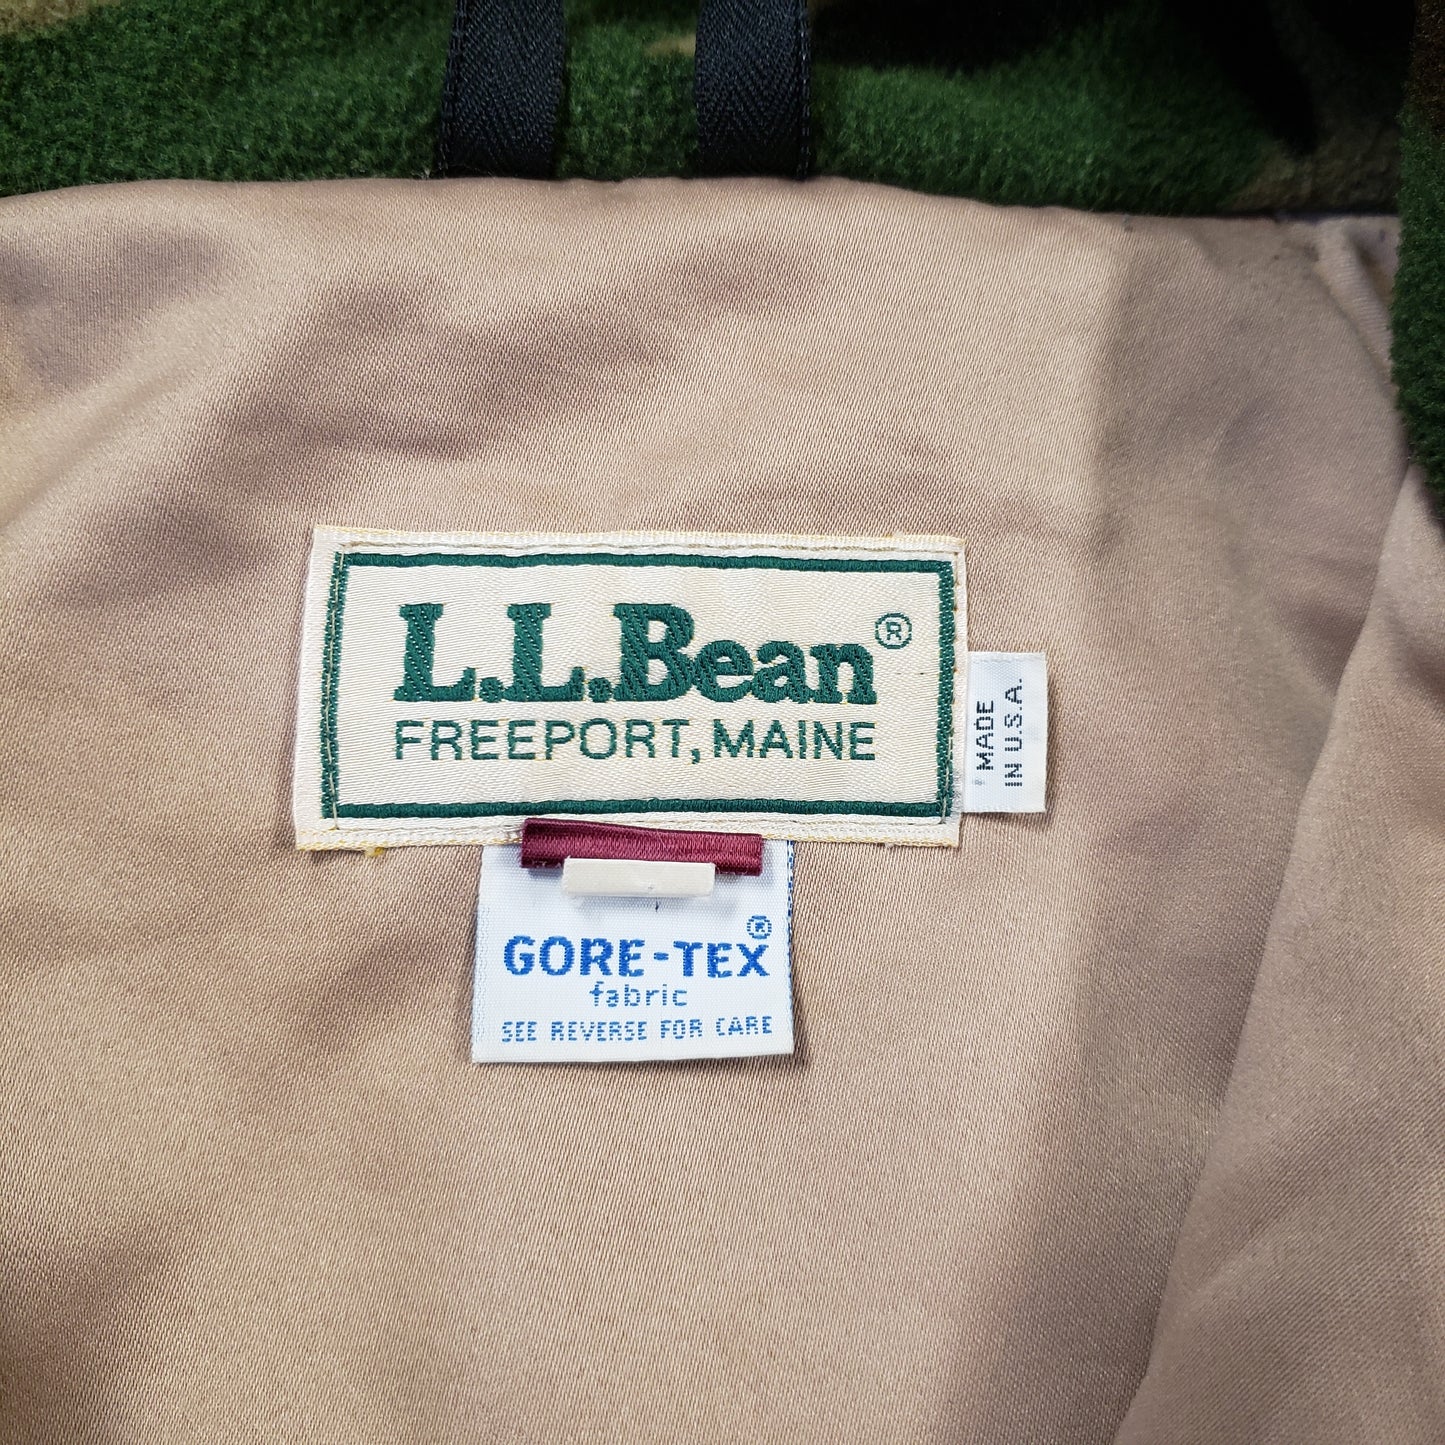 L.L.Bean®
FREEPORT, MAINE
MADE
IN U.S.A.
GORE-TEX®
fabric
SEE REVERSE FOR CARE